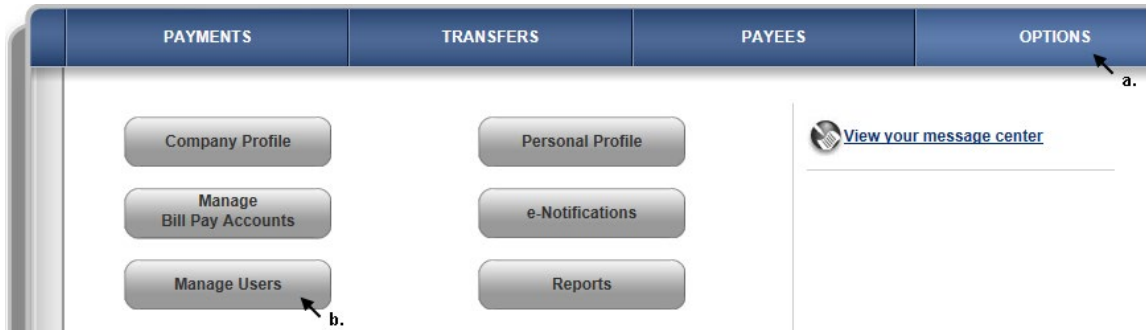 PAYMENTS TRANSFERS PAYEES OPTIONS
a.
Company Profile Personal Profile View your message center
Manage
Bill Pay Accounts e-Notifications
Manage Users Reports
b.